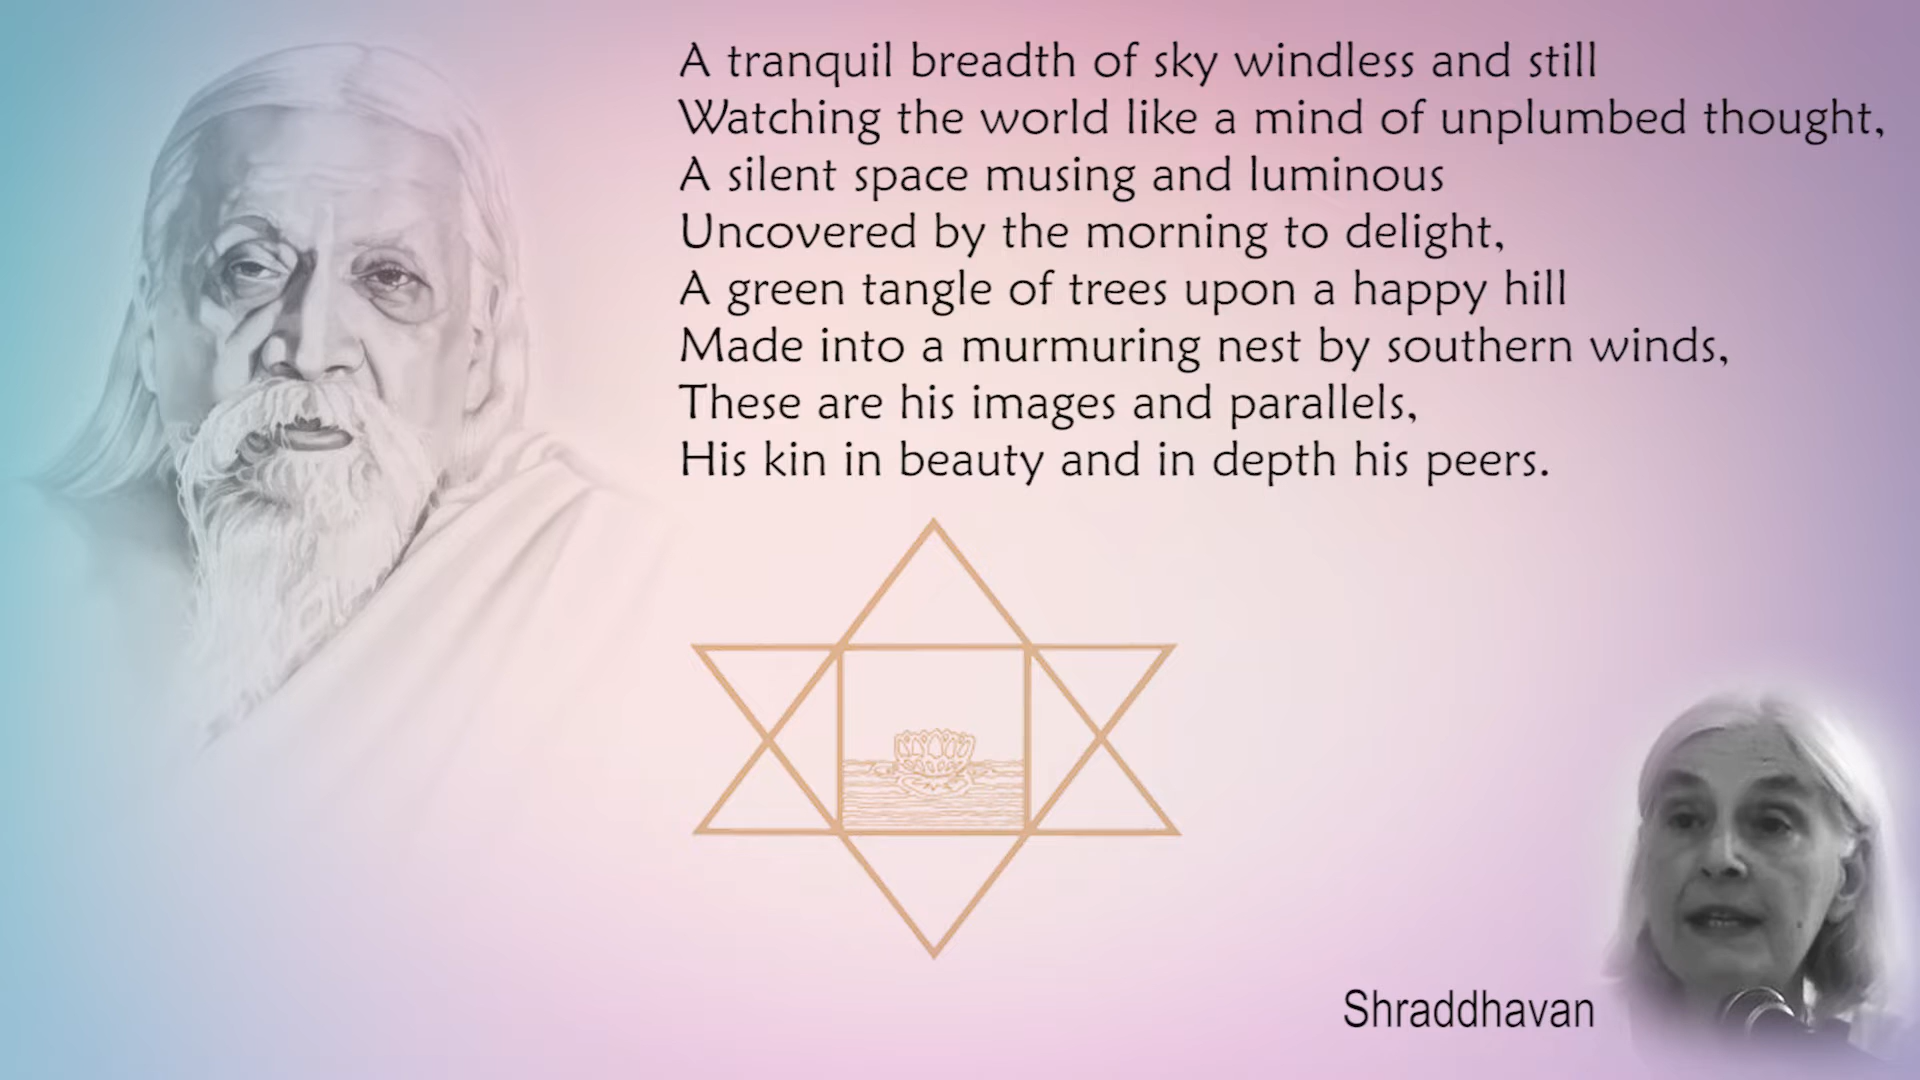 A tranquil breadth of sky windless and still
Watching the world like a mind of unplumbed thought,
A silent space musing and luminous
Uncovered by the morning to delight,
A green tangle of trees upon a happy hill
Made into a murmuring nest by southern winds,
These are his images and parallels,
His kin in beauty and in depth his peers.
Shraddhavan